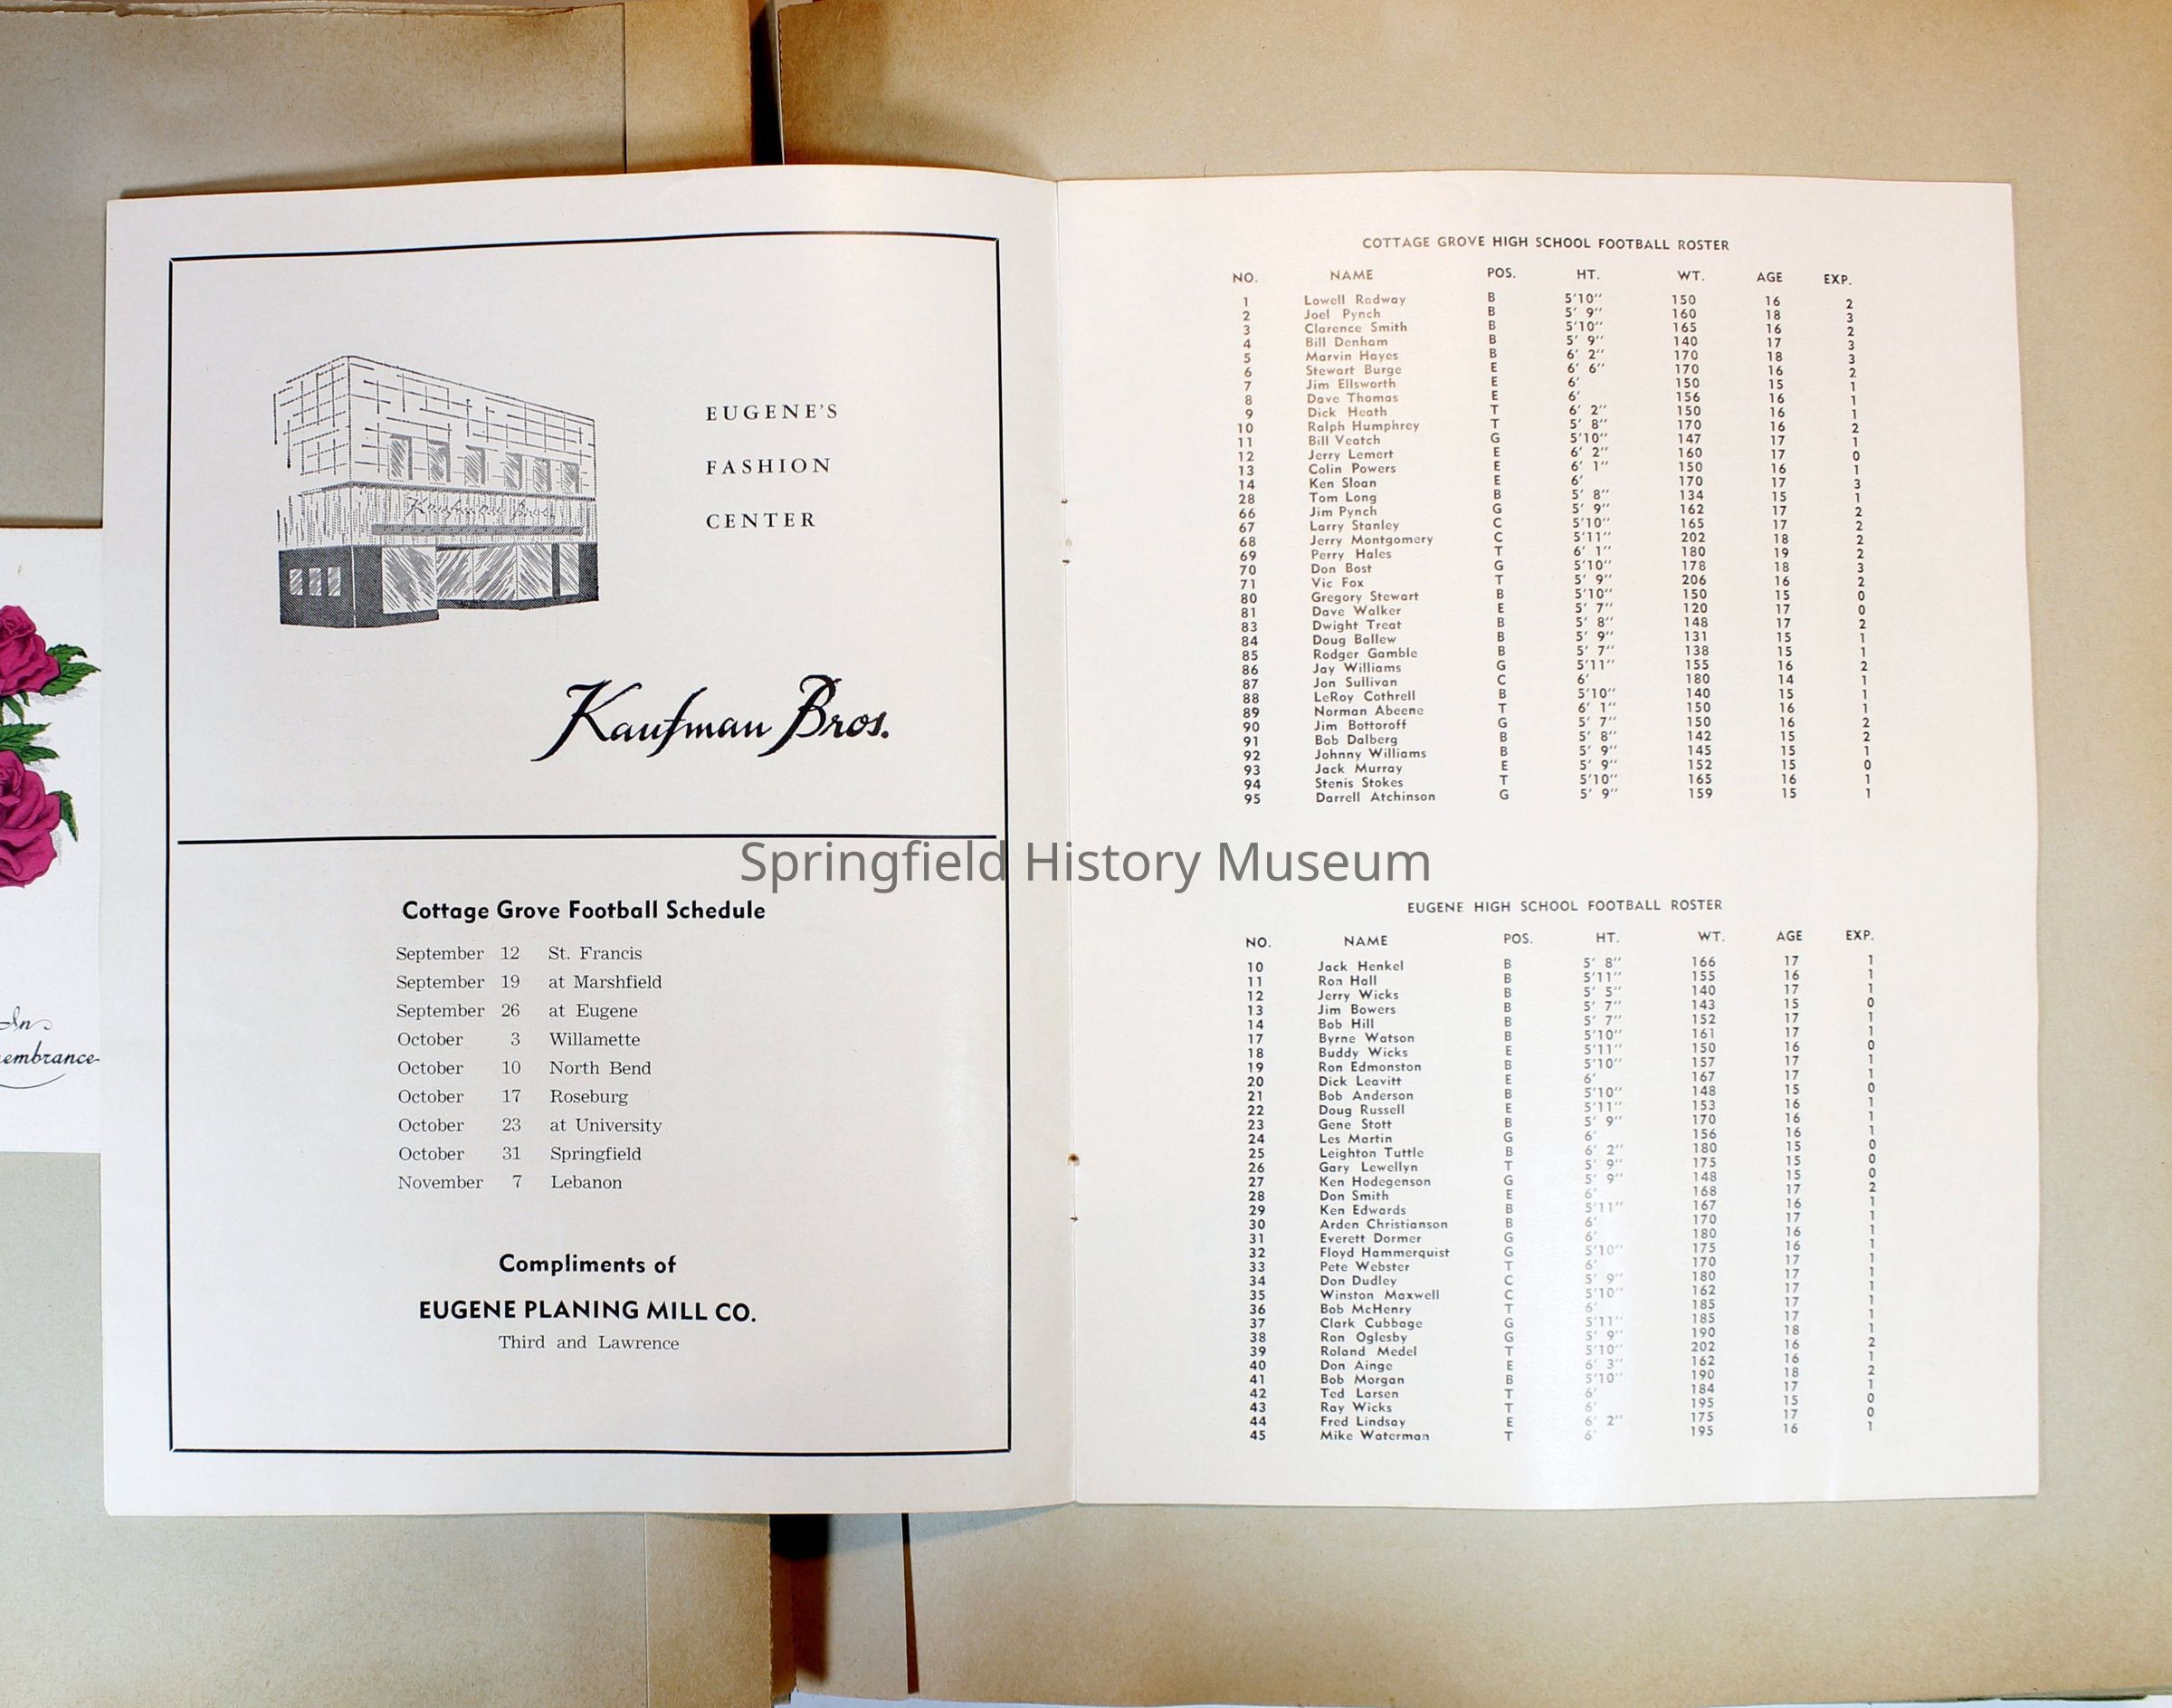 EUGENE'S
FASHION
CENTER
Kaufman Bros.
Kaufman Bros.
Cottage Grove Football Schedule
September 12 St. Francis
September 19 at Marshfield
September 26 at Eugene
October 3 Willamette
October 10 North Bend
October 17 Roseburg
October 23 at University
October 31 Springfield
November 7 Lebanon
Compliments of
EUGENE PLANING MILL CO.
Third and Lawrence
In
embrance
Springfield History Museum
COTTAGE GROVE HIGH SCHOOL FOOTBALL ROSTER
NO. NAME POS. HT. WT. AGE EXP.
1 Lowell Radway B 5'10" 150 16 2
2 Joel Pynch B 5' 9" 160 18 3
3 Clarence Smith B 5'10" 165 16 2
4 Bill Denham B 5' 9" 140 17 3
5 Marvin Hayes B 6' 2" 170 18 3
6 Stewart Burge E 6' 6" 170 16 2
7 Jim Ellsworth E 6' 150 15 1
8 Dave Thomas E 6' 156 16 1
9 Dick Heath T 6' 2" 150 16 1
10 Ralph Humphrey T 5' 8" 170 16 2
11 Bill Veatch G 5'10" 147 17 1
12 Jerry Lemert E 6' 2" 160 17 0
13 Colin Powers E 6' 1" 150 16 1
14 Ken Sloan E 6' 170 17 3
28 Tom Long B 5' 8" 134 15 1
66 Jim Pynch G 5' 9" 162 17 2
67 Larry Stanley C 5'10" 165 17 2
68 Jerry Montgomery C 5'11" 202 18 2
69 Perry Hales T 6' 1" 180 19 2
70 Don Bost G 5'10" 178 18 3
71 Vic Fox T 5' 9" 206 16 2
80 Gregory Stewart B 5'10" 150 15 0
81 Dave Walker E 5' 7" 120 17 0
83 Dwight Treat B 5' 8" 148 17 2
84 Doug Ballew B 5' 9" 131 15 1
85 Rodger Gamble B 5' 7" 138 15 1
86 Jay Williams G 5'11" 155 16 2
87 Jon Sullivan C 6' 180 14 1
88 LeRoy Cothrell B 5'10" 140 15 1
89 Norman Abeene T 6' 1" 150 16 1
90 Jim Bottoroff G 5' 7" 150 16 2
91 Bob Dalberg B 5' 8" 142 15 2
92 Johnny Williams B 5' 9" 145 15 1
93 Jack Murray E 5' 9" 152 15 0
94 Stenis Stokes T 5'10" 165 16 1
95 Darrell Atchinson G 5' 9" 159 15 1
EUGENE HIGH SCHOOL FOOTBALL ROSTER
NO. NAME POS. HT. WT. AGE EXP.
10 Jack Henkel B 5' 8" 166 17 1
11 Ron Hall B 5'11" 155 16 1
12 Jerry Wicks B 5' 5" 140 17 1
13 Jim Bowers B 5' 7" 143 15 0
14 Bob Hill B 5' 7" 152 17 1
17 Byrne Watson B 5'10" 161 17 1
18 Buddy Wicks E 5'11" 150 16 0
19 Ron Edmonston B 5'10" 157 17 1
20 Dick Leavitt E 6' 167 17 1
21 Bob Anderson B 5'10" 148 15 0
22 Doug Russell E 5'11" 153 16 1
23 Gene Stott B 5' 9" 170 16 1
24 Les Martin G 6' 156 16 1
25 Leighton Tuttle B 6' 2" 180 15 0
26 Gary Lewellyn T 5' 9" 175 15 0
27 Ken Hodegenson G 5' 9" 148 15 0
28 Don Smith E 6' 168 17 2
29 Ken Edwards B 5'11" 167 16 1
30 Arden Christianson B 6' 170 17 1
31 Everett Dormer G 6' 180 16 1
32 Floyd Hammerquist G 5'10" 175 16 1
33 Pete Webster T 6' 170 17 1
34 Don Dudley C 5' 9" 180 17 1
35 Winston Maxwell C 5'10" 162 17 1
36 Bob McHenry T 6' 185 17 1
37 Clark Cubbage G 5'11" 185 17 1
38 Ron Oglesby G 5' 9" 190 18 1
39 Roland Medel T 5'10" 202 16 2
40 Don Ainge E 6' 3" 162 16 1
41 Bob Morgan B 5'10" 190 18 2
42 Ted Larsen T 6' 184 17 1
43 Ray Wicks T 6' 195 15 0
44 Fred Lindsay E 6' 2" 175 17 0
45 Mike Waterman T 6' 195 16 1